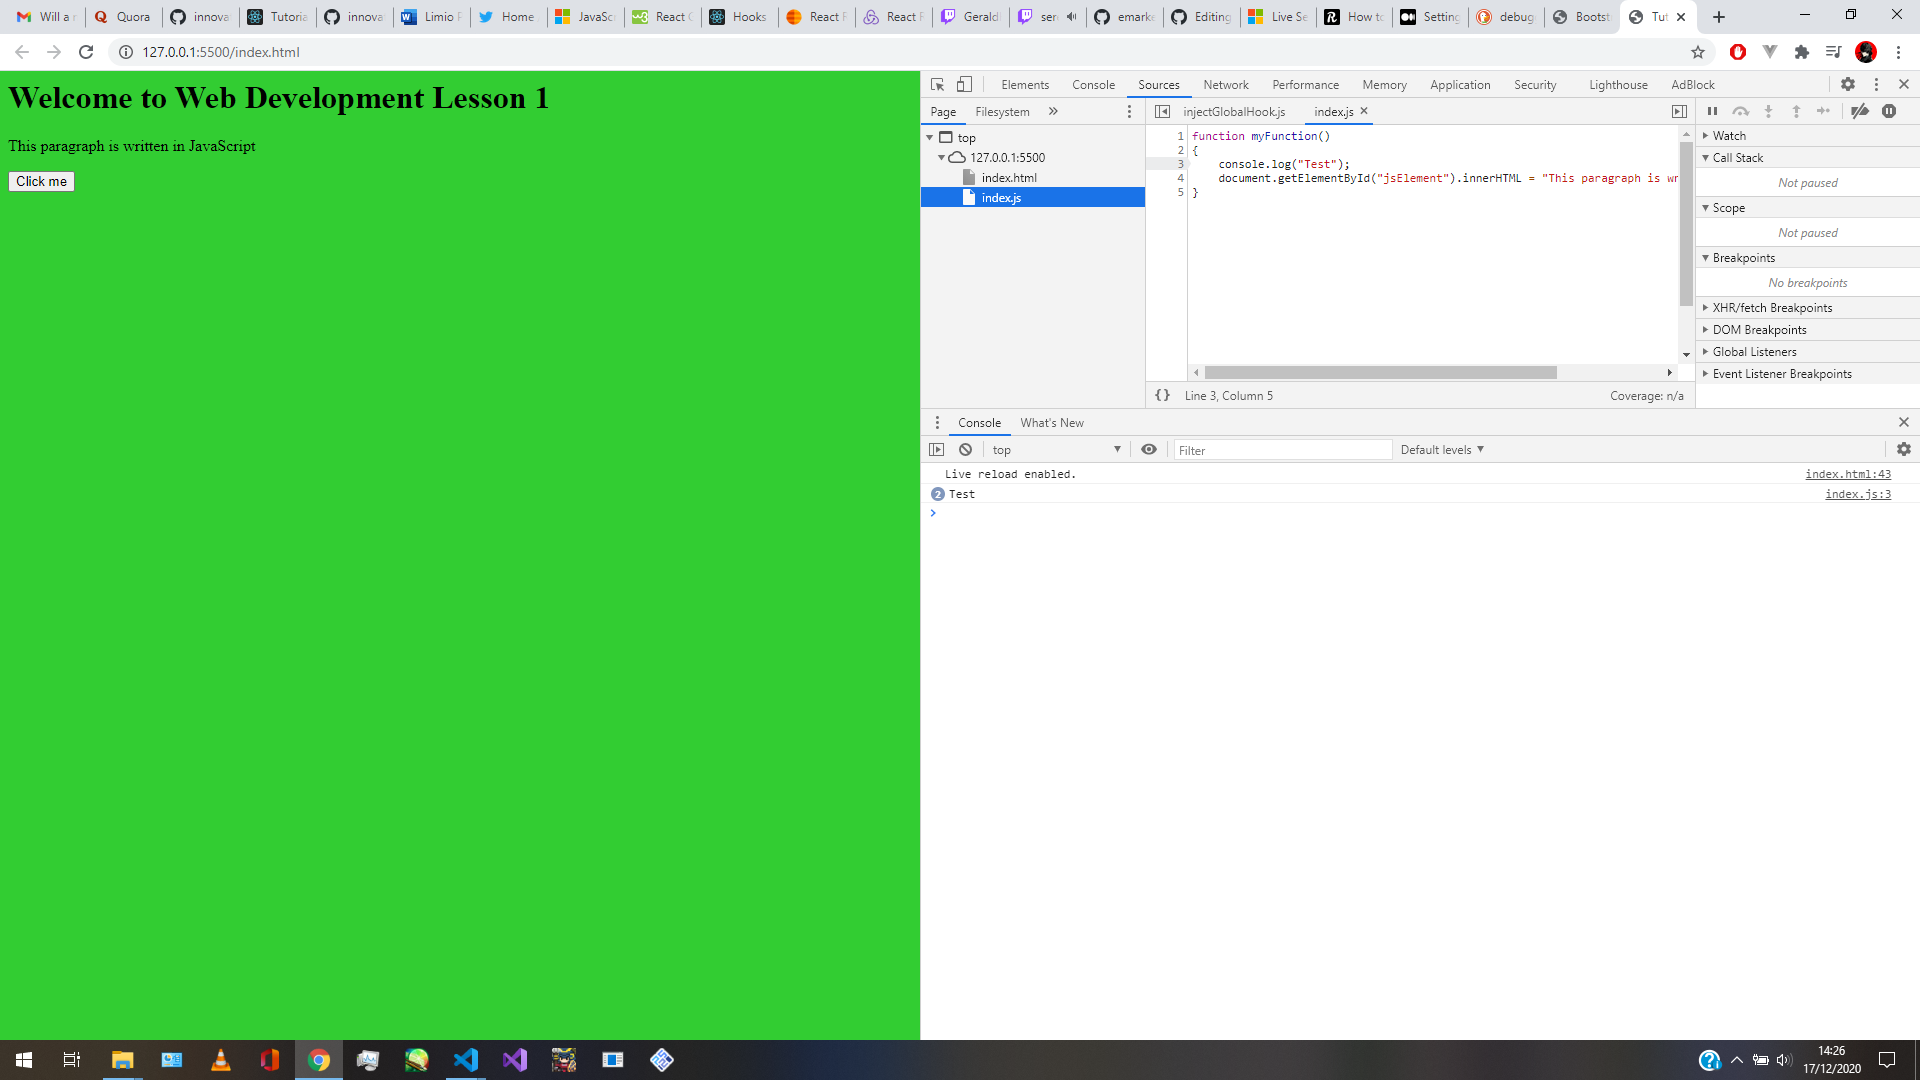 Will a r
Quora
innova
Tutoria
innova
Limio P
Home
JavaSc
React C
Hooks
React F
React F
Gerald
ser
emarke
Editing
Live Se
How to
Setting
debug
Bootst
Tut
127.0.0.1:5500/index.html
Welcome to Web Development Lesson 1
This paragraph is written in JavaScript
Click me
Elements Console Sources Network Performance Memory Application Security Lighthouse AdBlock
Page Filesystem
top
127.0.0.1:5500
index.html
index.js
injectGlobalHook.js index.js
1 function myFunction()
2 {
3 console.log("Test");
4 document.getElementById("jsElement").innerHTML = "This paragraph is wr
5 }
{} Line 3, Column 5 Coverage: n/a
Watch
Call Stack
Not paused
Scope
Not paused
Breakpoints
No breakpoints
XHR/fetch Breakpoints
DOM Breakpoints
Global Listeners
Event Listener Breakpoints
Console What's New
top Filter Default levels
Live reload enabled. index.html:43
2 Test index.js:3
14:26
17/12/2020